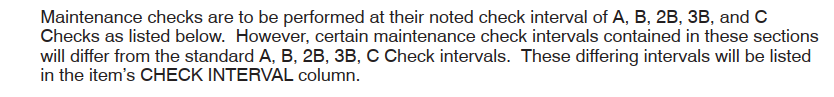 Maintenance checks are to be performed at their noted check interval of A, B, 2B, 3B, and C
Checks as listed below.  However, certain maintenance check intervals contained in these sections
will differ from the standard A, B, 2B, 3B, C Check intervals.  These differing intervals will be listed
in the item's CHECK INTERVAL column.